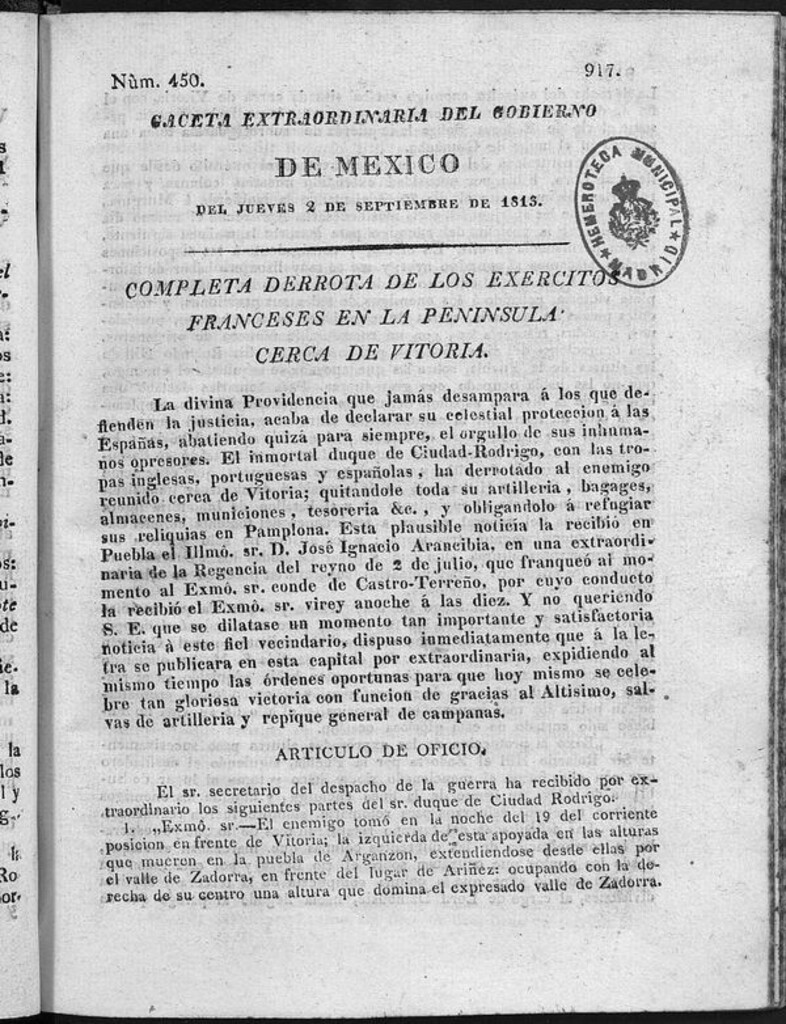 Nùm. 450.
917.
GACETA EXTRAORDINARIA DEL GOBIERNO
DE MEXICO
DEL JUEVES 2 DE SEPTIEMBRE DE 1813.
HEMEROTECA MUNICIPAL
MADRID
COMPLETA DERROTA DE LOS EXERCITOS
FRANCESES EN LA PENINSULA
CERCA DE VITORIA.
La divina Providencia que jamás desampara á los que de-
fienden la justicia, acaba de declarar su celestial proteccion á las
Españas, abatiendo quizá para siempre, el orgullo de sus inhuma-
nos opresores. El inmortal duque de Ciudad-Rodrigo, con las tro-
pas inglesas, portuguesas y españolas, ha derrotado al enemigo
reunido cerca de Vitoria; quitandole toda su artilleria, bagages,
almacenes, municiones, tesoreria &c., y obligandolo á refugiar
sus reliquias en Pamplona. Esta plausible noticia la recibió en
Puebla el Illmô. sr. D. José Ignacio Arancibia, en una extraordi-
naria de la Regencia del reyno de 2 de julio, que franqueó al mo-
mento al Exmô. sr. conde de Castro-Terreño, por cuyo conducto
la recibió el Exmô. sr. virey anoche á las diez. Y no queriendo
S. E. que se dilatase un momento tan importante y satisfactoria
noticia á este fiel vecindario, dispuso inmediatamente que á la le-
tra se publicara en esta capital por extraordinaria, expidiendo al
mismo tiempo las órdenes oportunas para que hoy mismo se cele-
bre tan gloriosa victoria con funcion de gracias al Altisimo, sal-
vas de artilleria y repique general de campanas.
ARTICULO DE OFICIO.
El sr. secretario del despacho de la guerra ha recibido por ex-
traordinario los siguientes partes del sr. duque de Ciudad Rodrigo.
1. „Exmô. sr.—El enemigo tomó en la noche del 19 del corriente
posicion en frente de Vitoria; la izquierda de esta apoyada en las alturas
que mueren en la puebla de Arganzon, extendiendose desde ellas por
el valle de Zadorra, en frente del lugar de Ariñez: ocupando con la de-
recha de su centro una altura que domina el expresado valle de Zadorra.